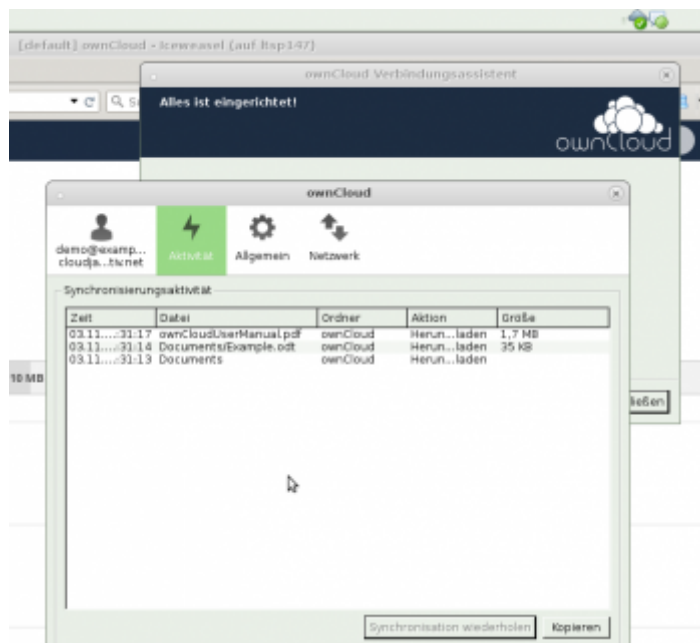 [default] ownCloud - Iceweasel (auf ltsp147)
ownCloud Verbindungsassistent
Alles ist eingerichtet!
ownCloud
ownCloud
demo@examp...
cloudja...tiv.net
Aktivität
Allgemein
Netzwerk
Synchronisierungsaktivität
Zeit Datei Ordner Aktion Größe
03.11....:31:17 ownCloudUserManual.pdf ownCloud Herun...laden 1,7 MB
03.11....:31:14 Documents/Example.odt ownCloud Herun...laden 35 KB
03.11....:31:13 Documents ownCloud Herun...laden
10 MB
ließen
Synchronisation wiederholen
Kopieren